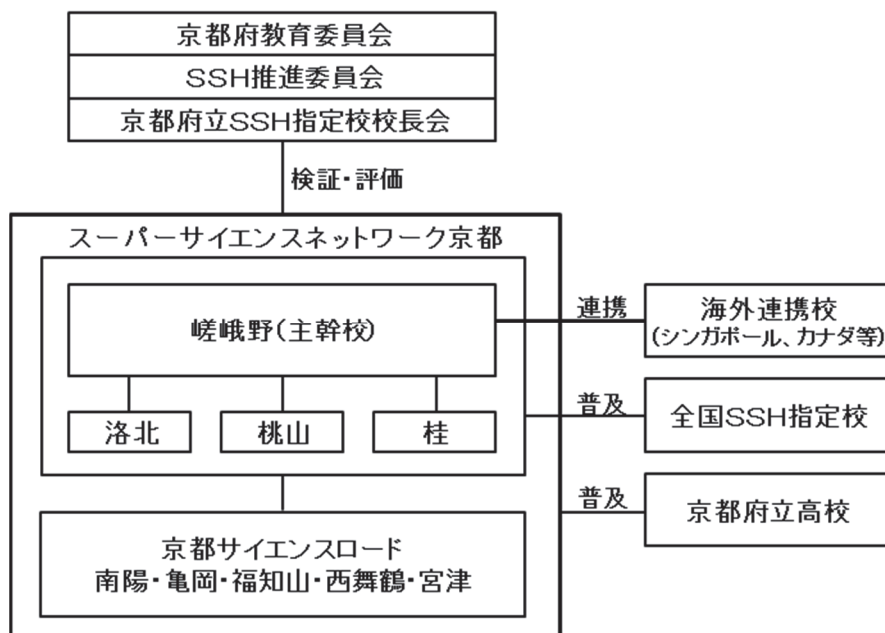 京都府教育委員会
SSH推進委員会
京都府立SSH指定校校長会
検証・評価
スーパーサイエンスネットワーク京都
嵯峨野(主幹校)
連携
海外連携校
(シンガポール、カナダ等)
洛北
桃山
桂
普及
全国SSH指定校
普及
京都府立高校
京都サイエンスロード
南陽・亀岡・福知山・西舞鶴・宮津